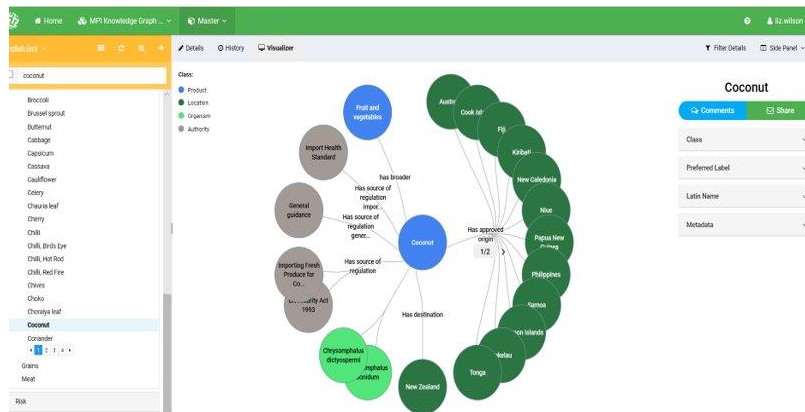 Home
MPI Knowledge Graph ...
Master
liz.wilson
English (en)
Details
History
Visualizer
Filter Details
Side Panel
coconut
Broccoli
Brussel sprout
Butternut
Cabbage
Capsicum
Cassava
Cauliflower
Celery
Chauria leaf
Cherry
Chilli
Chilli, Birds Eye
Chilli, Hot Rod
Chilli, Red Fire
Chives
Choko
Choraiya leaf
Coconut
Coriander
1 2 3 4
Grains
Meat
Risk
Class:
Product
Location
Organism
Authority
Fruit and
vegetables
Import Health
Standard
General
guidance
Importing Fresh
Produce for
Co...
Act
1993
Chrysomphalus
dictyospermi
New Zealand
has broader
Has source of
regulation
impor...
Has source of
regulation
gener...
Has source of
regulation
Has destination
Coconut
Has approved
origin
1/2
Cook
Fiji
Kiribati
New Caledonia
Niue
Papua New
Guinea
Philippines
Samoa
Islands
Tonga
Coconut
Comments
Share
Class
Preferred Label
Latin Name
Metadata